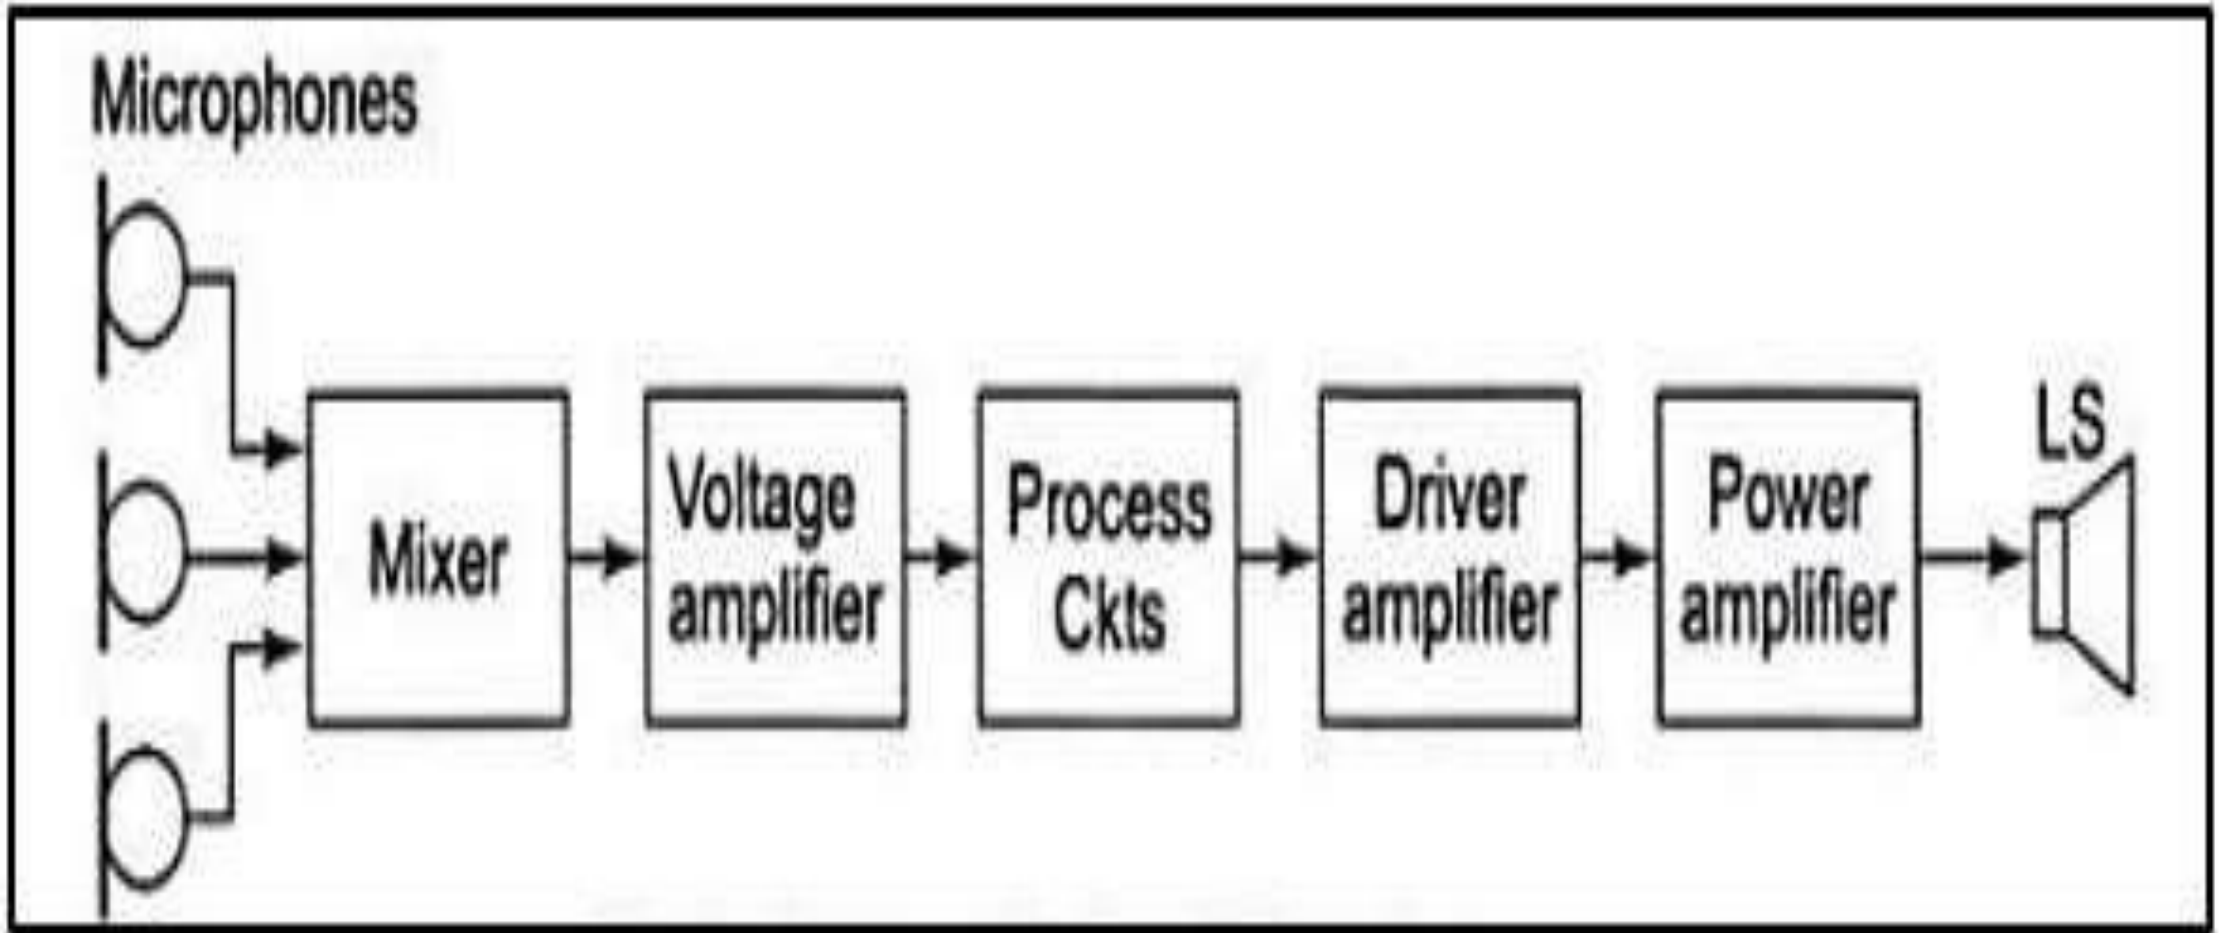 Microphones
Mixer
Voltage
amplifier
Process
Ckts
Driver
amplifier
Power
amplifier
LS